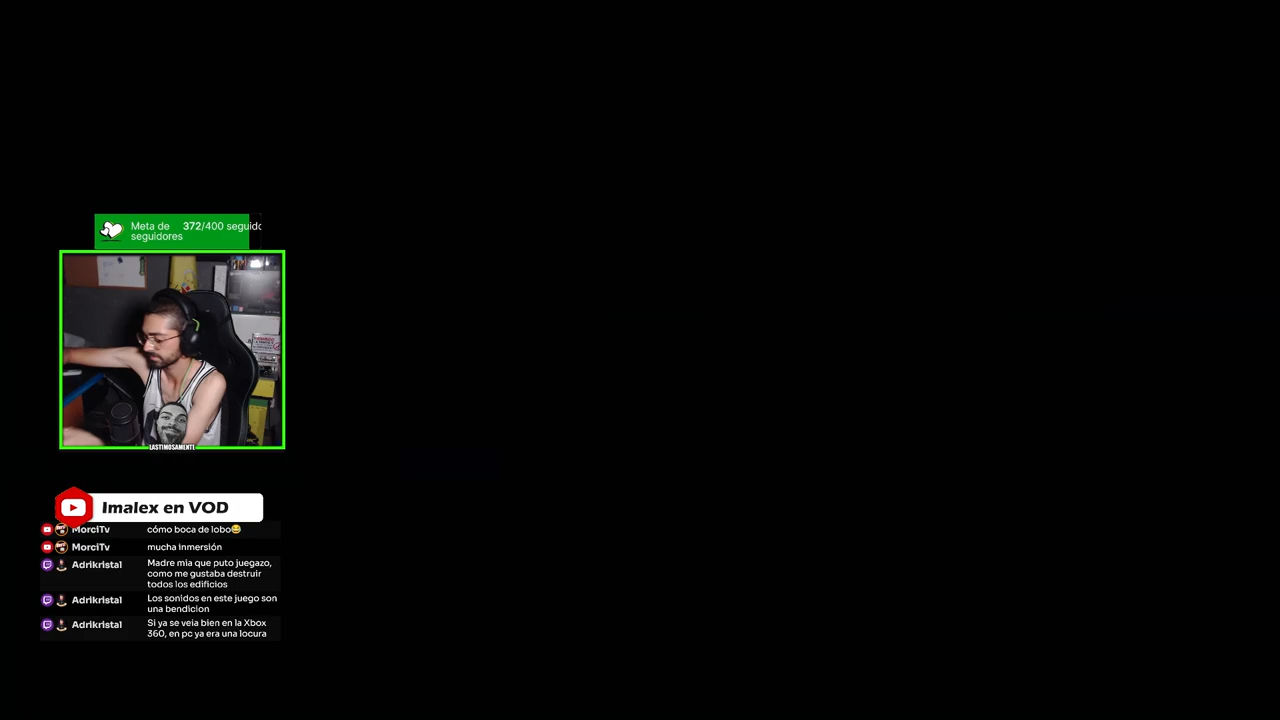 Meta de seguidores
372/400 seguido
LASTIMOSAMENTE
Imalex en VOD
MorciTv cómo boca de lobo😂
MorciTv mucha inmersión
Adrikristal Madre mia que puto juegazo,
como me gustaba destruir
todos los edificios
Adrikristal Los sonidos en este juego son
una bendicion
Adrikristal Si ya se veia bien en la Xbox
360, en pc ya era una locura